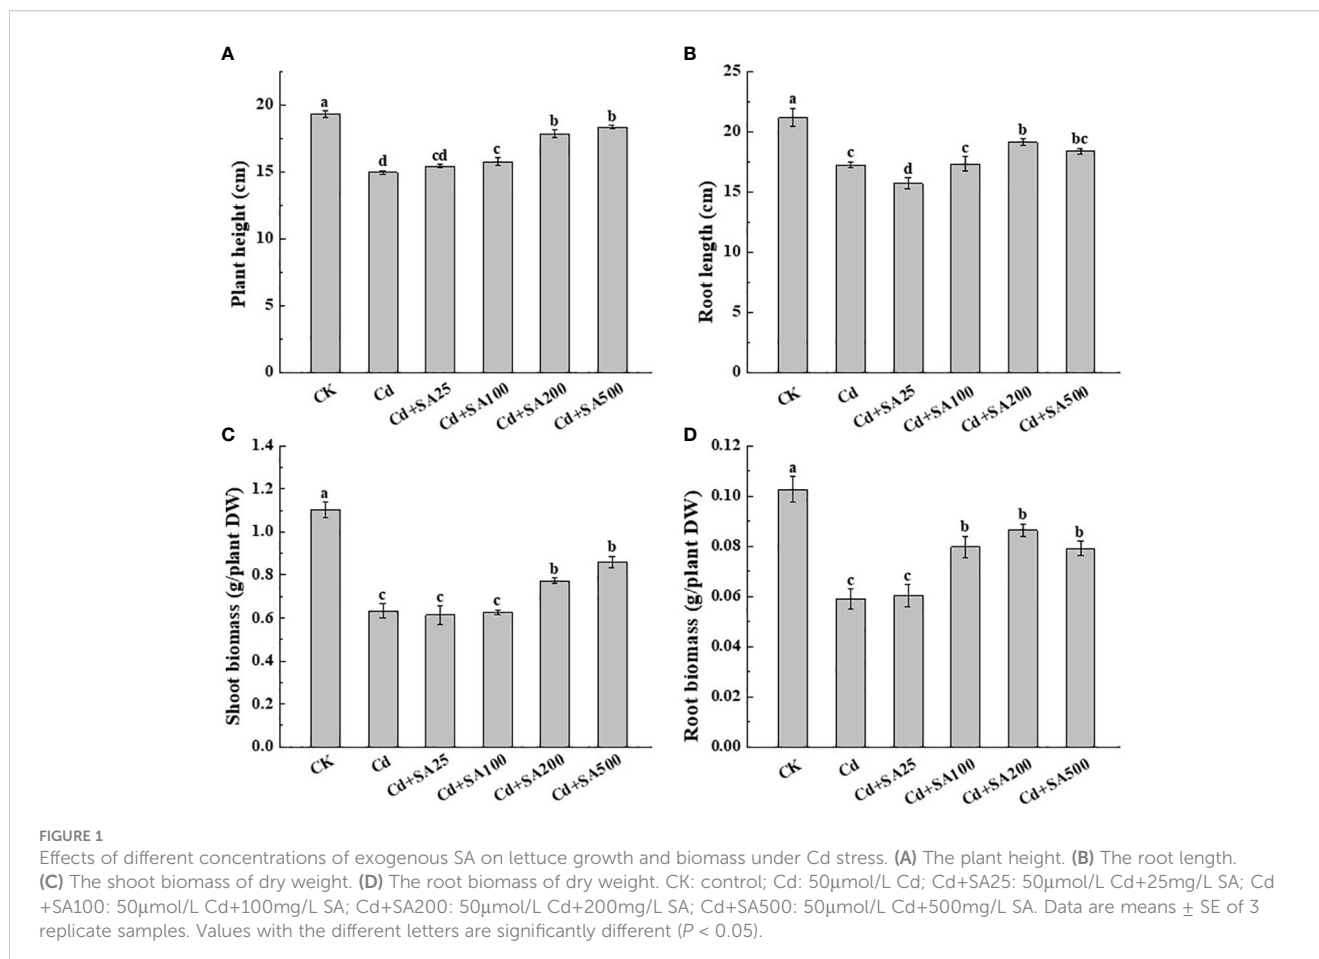 A
Plant height (cm)
20
15
10
5
0
a
d
cd
c
b
b
CK
Cd
Cd+SA25
Cd+SA100
Cd+SA200
Cd+SA500
B
Root length (cm)
25
20
15
10
5
0
a
c
d
c
b
bc
CK
Cd
Cd+SA25
Cd+SA100
Cd+SA200
Cd+SA500
C
Shoot biomass (g/plant DW)
1.4
1.2
1.0
0.8
0.6
0.4
0.2
0.0
a
c
c
c
b
b
CK
Cd
Cd+SA25
Cd+SA100
Cd+SA200
Cd+SA500
D
Root biomass (g/plant DW)
0.12
0.10
0.08
0.06
0.04
0.02
0.00
a
c
c
b
b
b
CK
Cd
Cd+SA25
Cd+SA100
Cd+SA200
Cd+SA500
FIGURE 1
Effects of different concentrations of exogenous SA on lettuce growth and biomass under Cd stress. (A) The plant height. (B) The root length.
(C) The shoot biomass of dry weight. (D) The root biomass of dry weight. CK: control; Cd: 50μmol/L Cd; Cd+SA25: 50μmol/L Cd+25mg/L SA; Cd
+SA100: 50μmol/L Cd+100mg/L SA; Cd+SA200: 50μmol/L Cd+200mg/L SA; Cd+SA500: 50μmol/L Cd+500mg/L SA. Data are means ± SE of 3
replicate samples. Values with the different letters are significantly different (P < 0.05).